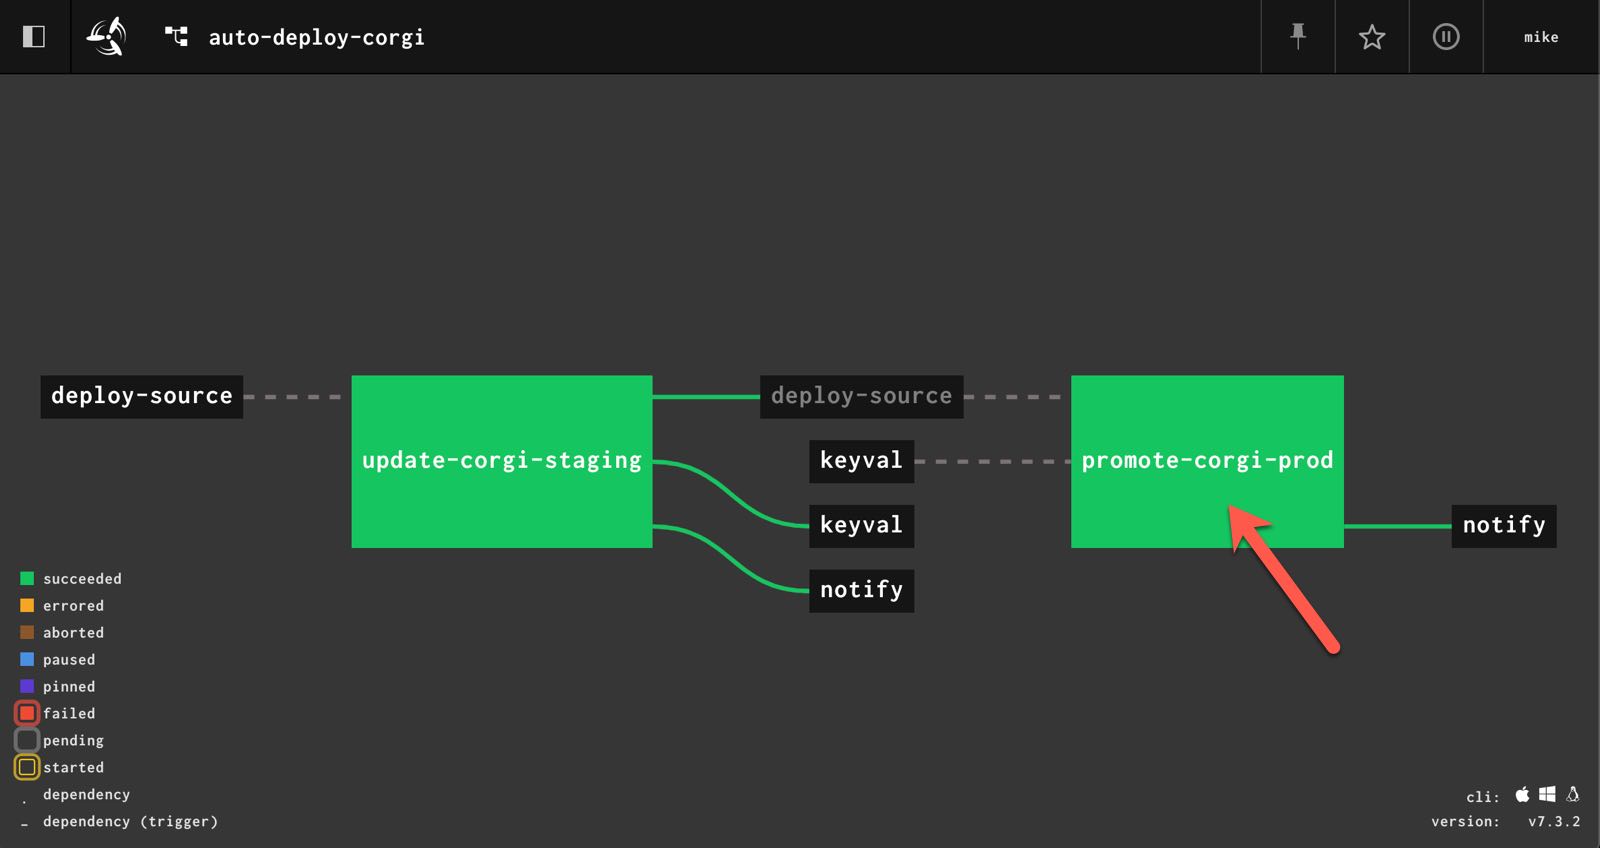 auto-deploy-corgi
mike
deploy-source
deploy-source
update-corgi-staging
keyval
promote-corgi-prod
keyval
notify
notify
succeeded
errored
aborted
paused
pinned
failed
pending
started
dependency
dependency (trigger)
cli:
version: v7.3.2